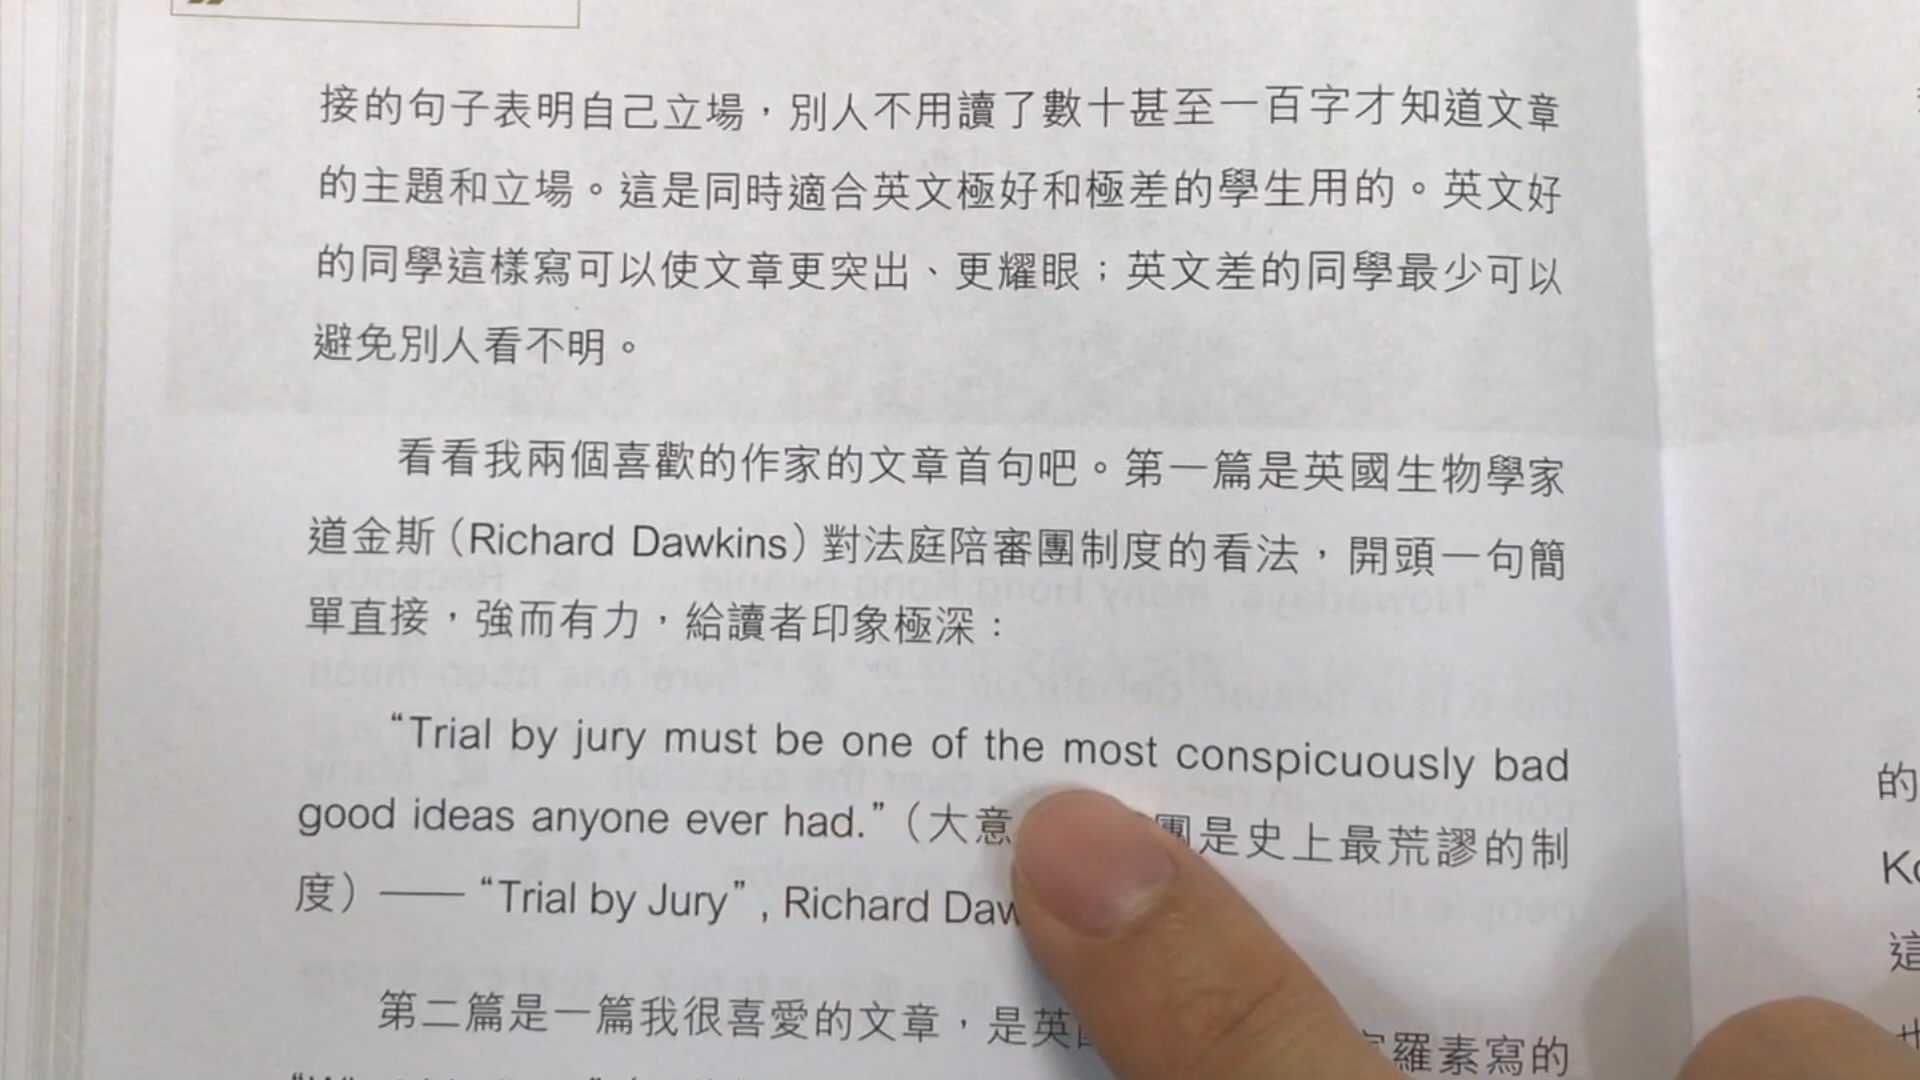 接的句子表明自己立場，別人不用讀了數十甚至一百字才知道文章
的主題和立場。這是同時適合英文極好和極差的學生用的。英文好
的同學這樣寫可以使文章更突出、更耀眼；英文差的同學最少可以
避免別人看不明。
看看我兩個喜歡的作家的文章首句吧。第一篇是英國生物學家
道金斯（Richard Dawkins）對法庭陪審團制度的看法，開頭一句簡
單直接，強而有力，給讀者印象極深：
“Trial by jury must be one of the most conspicuously bad
good ideas anyone ever had.”（大意 團是史上最荒謬的制
度）——“Trial by Jury”, Richard
第二篇是一篇我很喜愛的文章，是英 羅素寫的
的
這